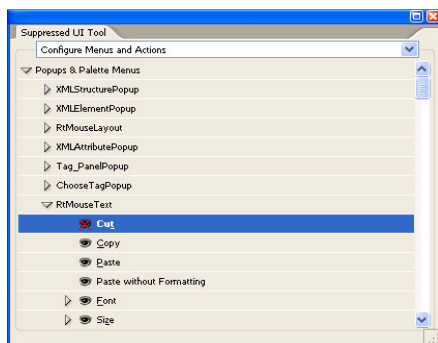 Suppressed UI Tool
Configure Menus and Actions
Popups & Palette Menus
XMLStructurePopup
XMLElementPopup
RtMouseLayout
XMLAttributePopup
Tag_PanelPopup
ChooseTagPopup
RtMouseText
Cut
Copy
Paste
Paste without Formatting
Font
Size